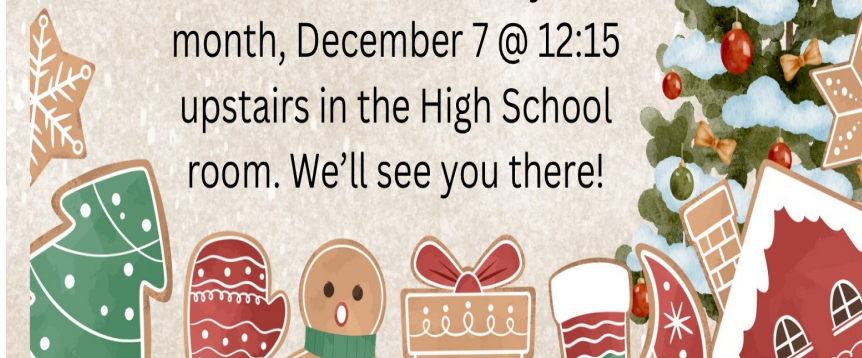 month, December 7 @ 12:15
upstairs in the High School
room. We’ll see you there!